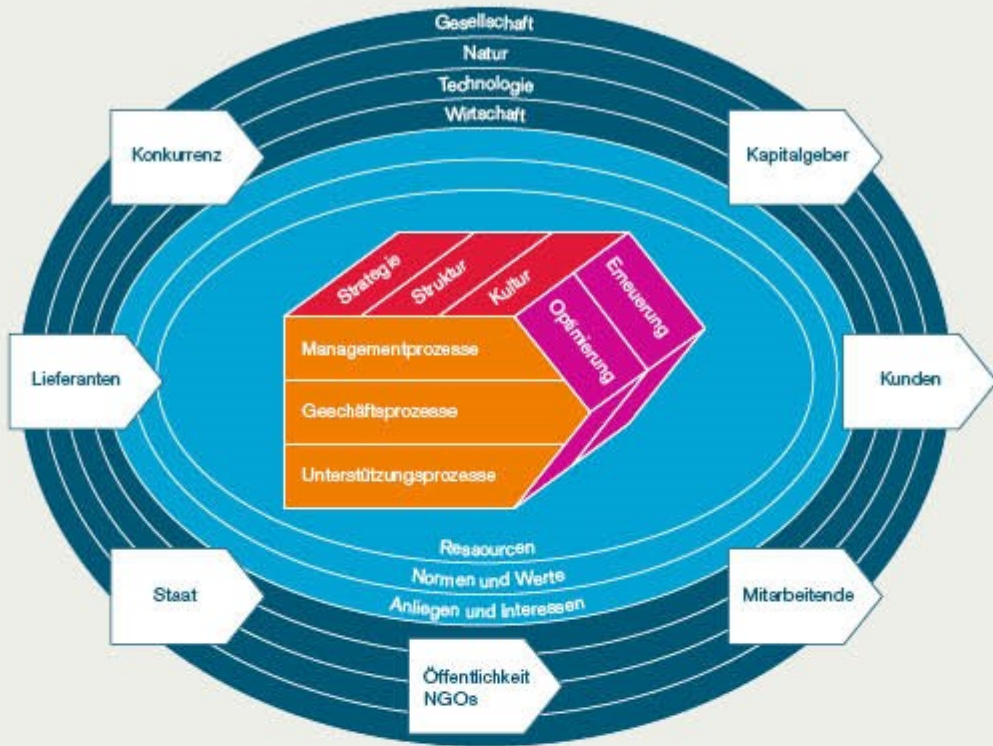 Gesellschaft
Natur
Technologie
Wirtschaft
Konkurrenz
Kapitalgeber
Strategie
Struktur
Kultur
Erneuerung
Optimierung
Managementprozesse
Lieferanten
Kunden
Geschäftsprozesse
Unterstützungsprozesse
Ressourcen
Normen und Werte
Anliegen und Interessen
Staat
Mitarbeitende
Öffentlichkeit
NGOs